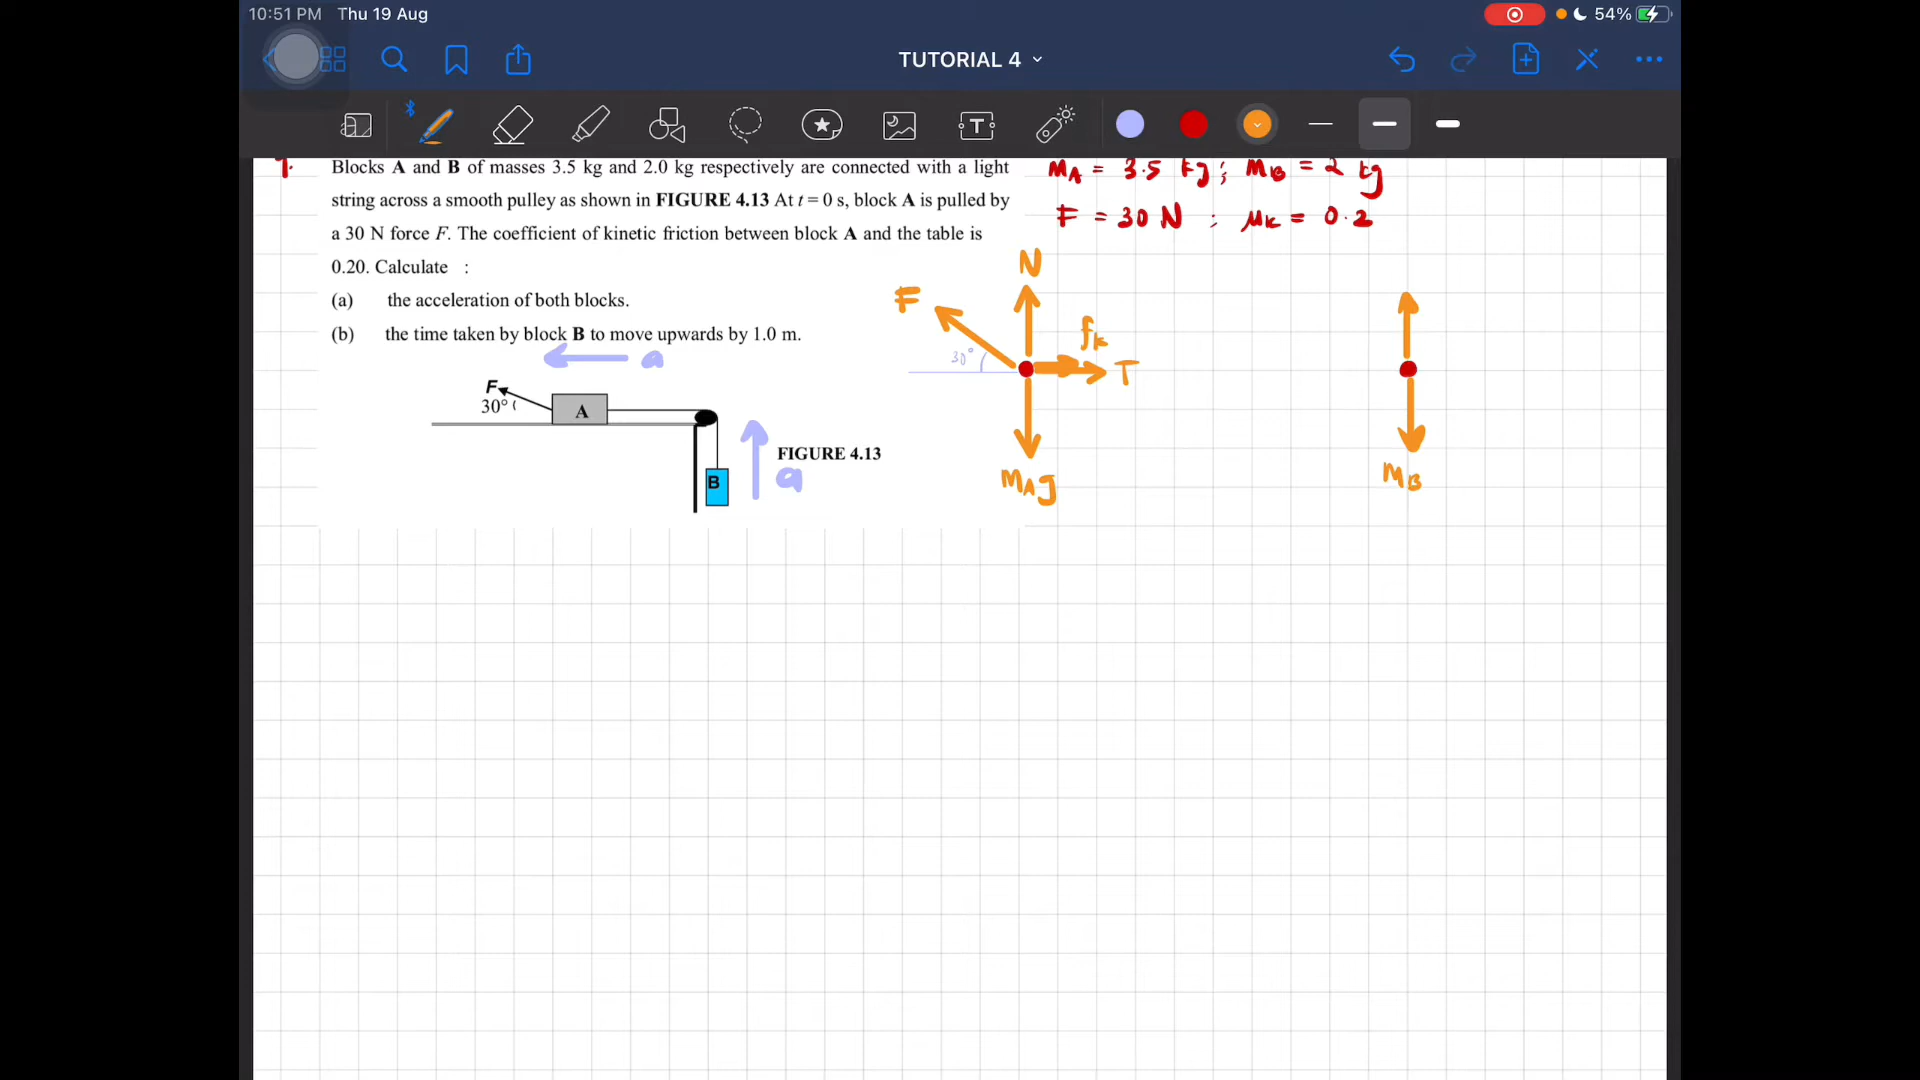 10:51 PM Thu 19 Aug
54%
TUTORIAL 4
Blocks A and B of masses 3.5 kg and 2.0 kg respectively are connected with a light
string across a smooth pulley as shown in FIGURE 4.13 At t = 0 s, block A is pulled by
a 30 N force F. The coefficient of kinetic friction between block A and the table is
0.20. Calculate :
(a) the acceleration of both blocks.
(b) the time taken by block B to move upwards by 1.0 m.
a
F
30°
A
B
a
FIGURE 4.13
MA = 3.5 kg; MB = 2 kg
F = 30 N ; μk = 0.2
N
F
30°
fk
T
MAg
MB